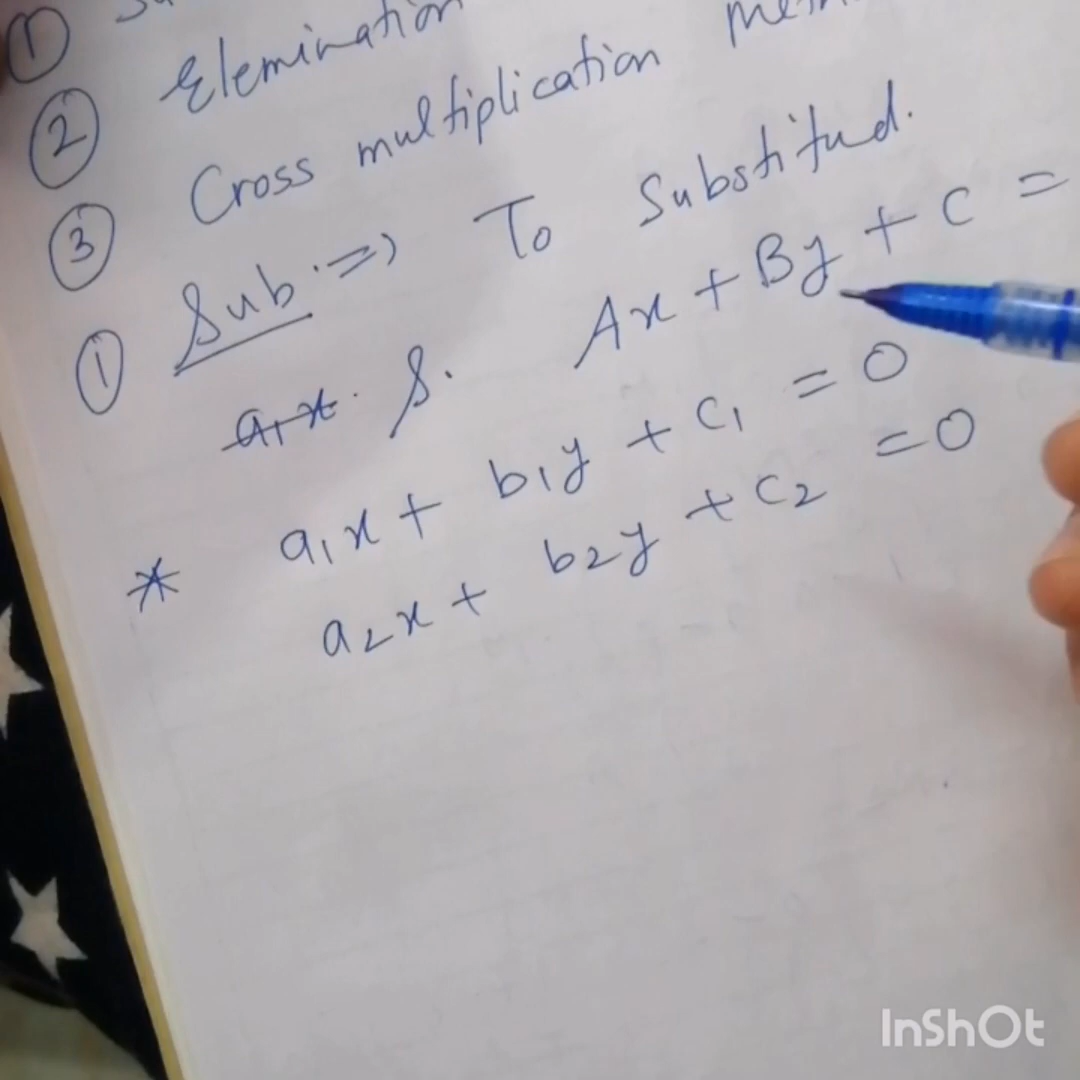 ①
② Elemination
③ Cross multiplication
① Sub. ⇒ To Substitud.
S. Ax + By + C =
* a₁x + b₁y + c₁ = 0
a₂x + b₂y + c₂ = 0
InShOt